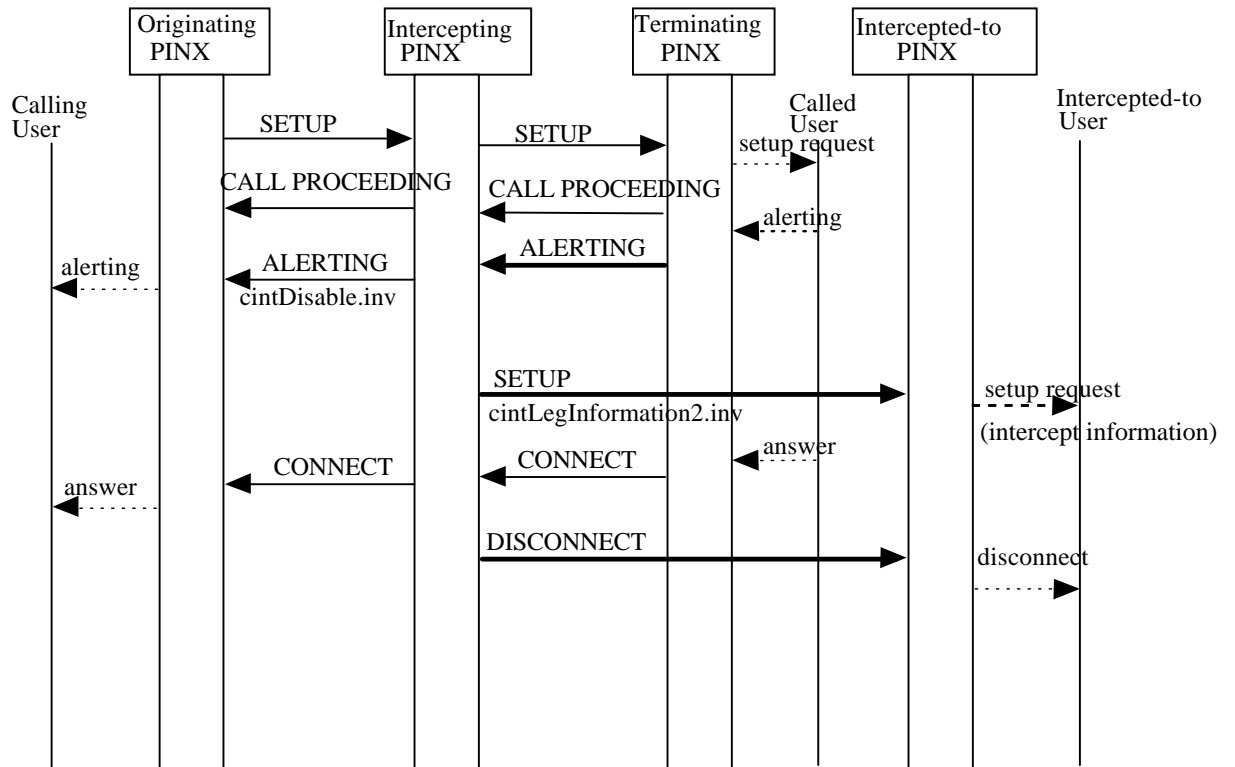 Originating
PINX
Intercepting
PINX
Terminating
PINX
Intercepted-to
PINX
Calling
User
Called
User
Intercepted-to
User
SETUP
SETUP
setup request
CALL PROCEEDING
CALL PROCEEDING
alerting
ALERTING
ALERTING
alerting
cintDisable.inv
SETUP
setup request
cintLegInformation2.inv
(intercept information)
answer
CONNECT
CONNECT
answer
DISCONNECT
disconnect